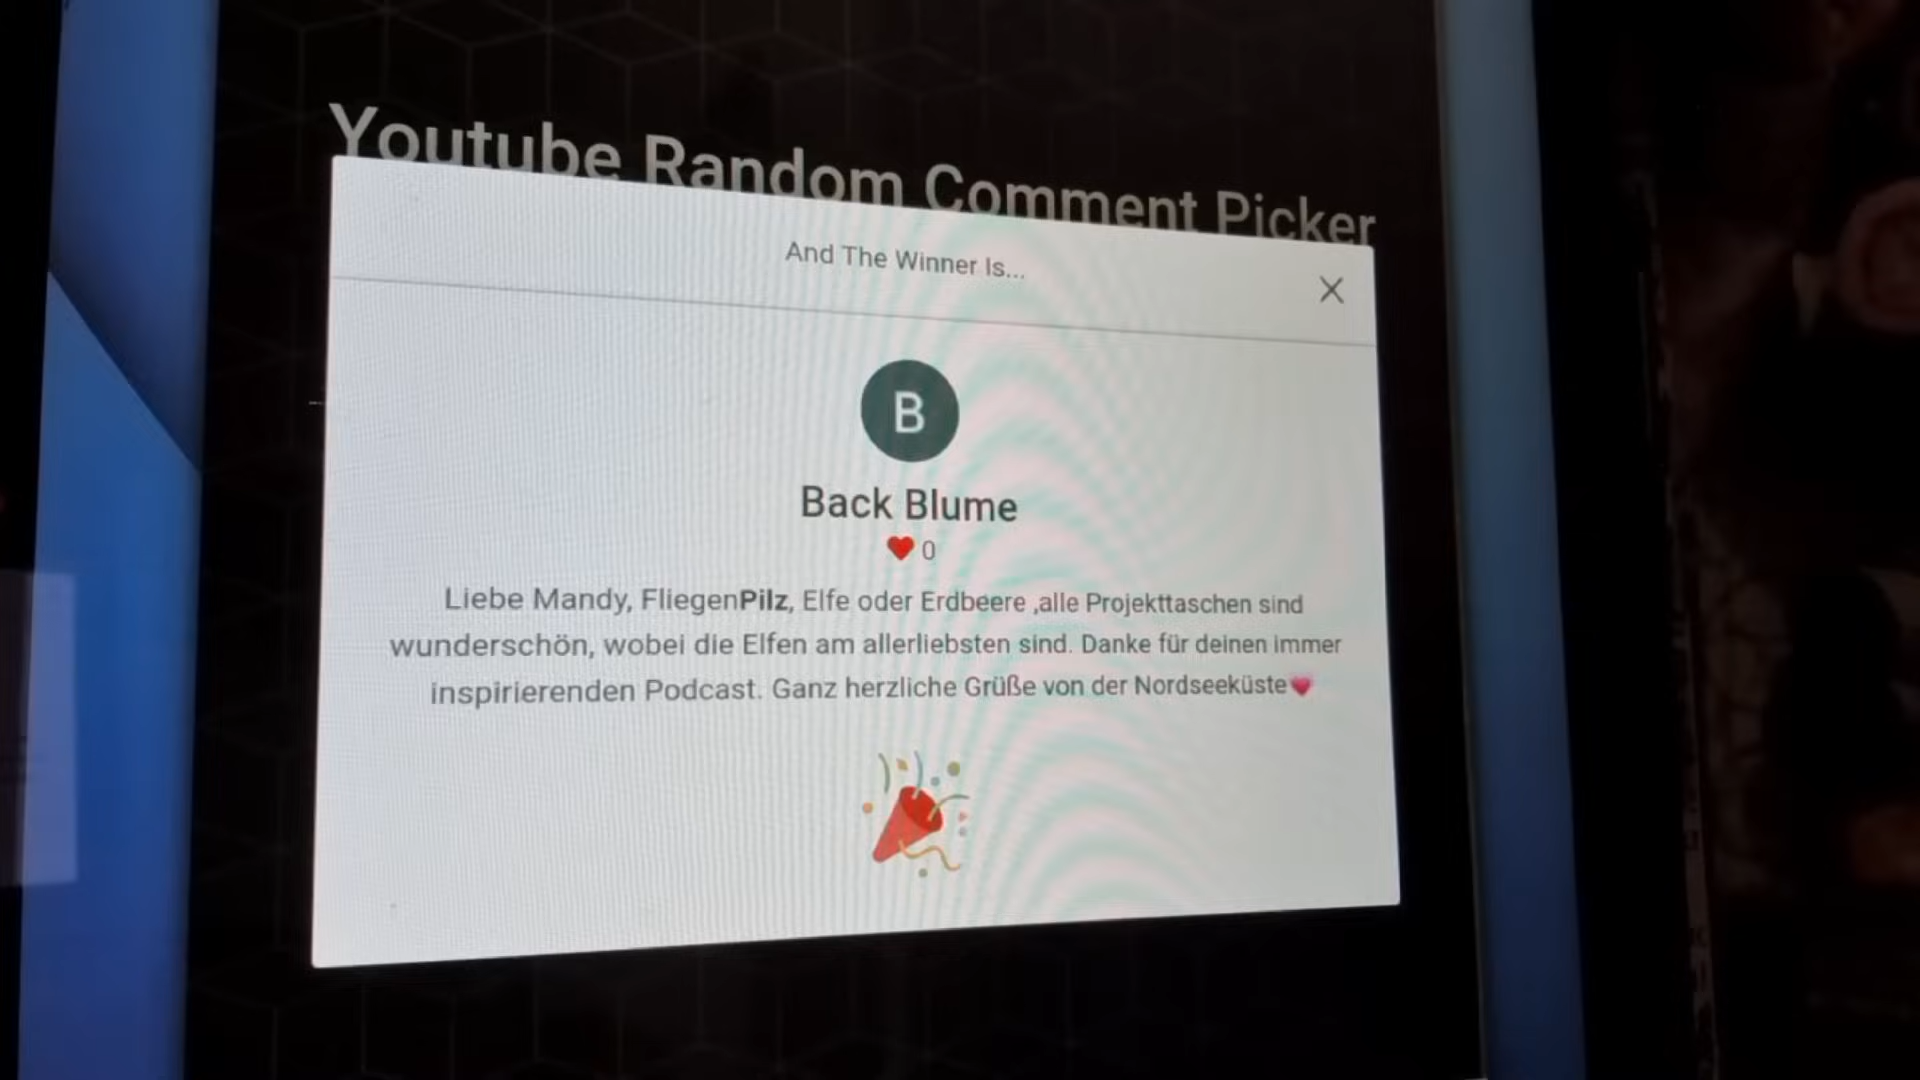 Youtube Random Comment Picker
And The Winner Is...
B
Back Blume
0
Liebe Mandy, FliegenPilz, Elfe oder Erdbeere ,alle Projekttaschen sind
wunderschön, wobei die Elfen am allerliebsten sind. Danke für deinen immer
inspirierenden Podcast. Ganz herzliche Grüße von der Nordseeküste